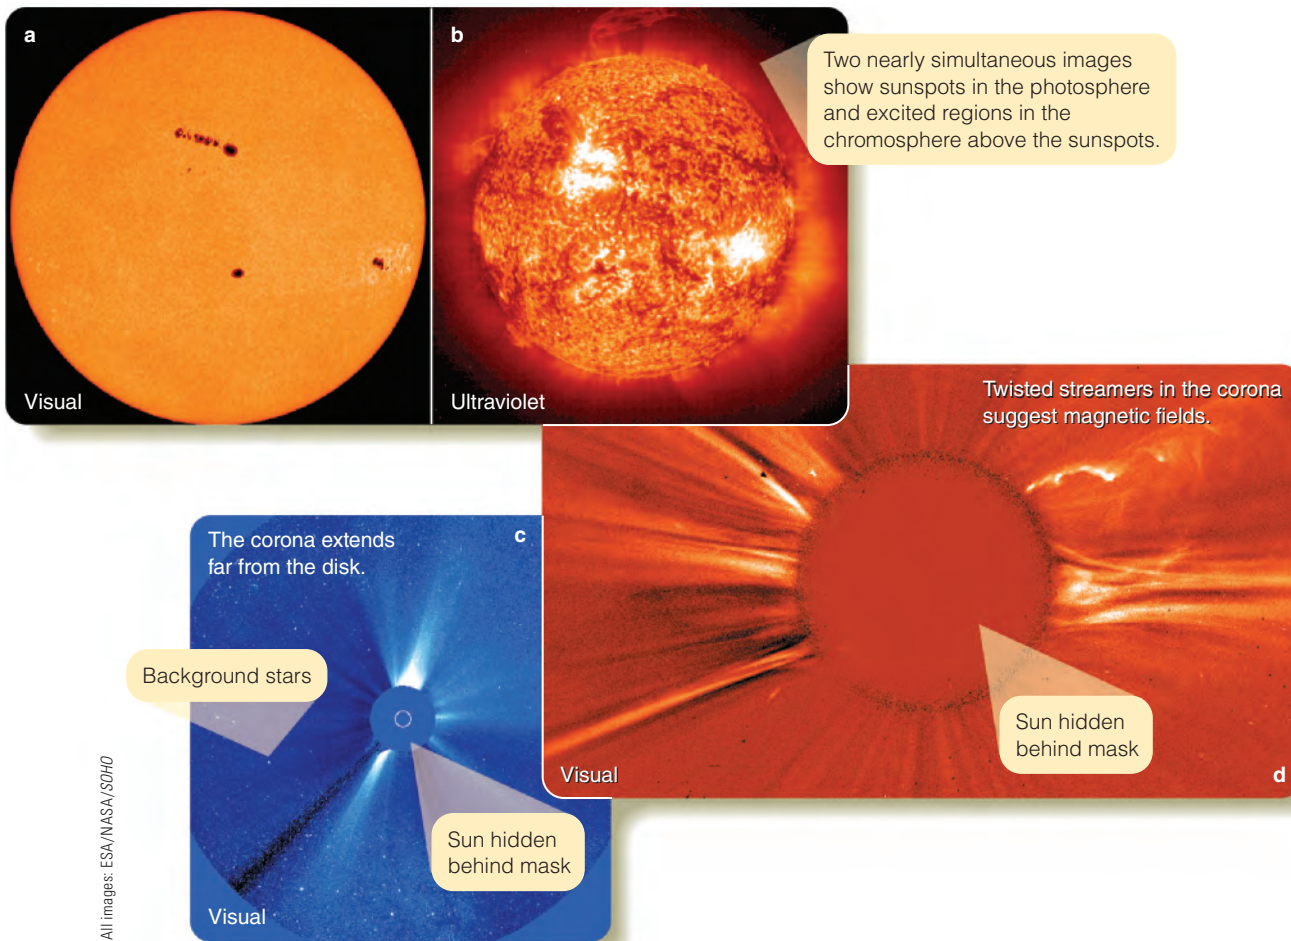 a
Visual
b
Ultraviolet
Two nearly simultaneous images
show sunspots in the photosphere
and excited regions in the
chromosphere above the sunspots.
Twisted streamers in the corona
suggest magnetic fields.
Sun hidden
behind mask
Visual
d
The corona extends
far from the disk.
c
Background stars
Sun hidden
behind mask
Visual
All images: ESA/NASA/SOHO